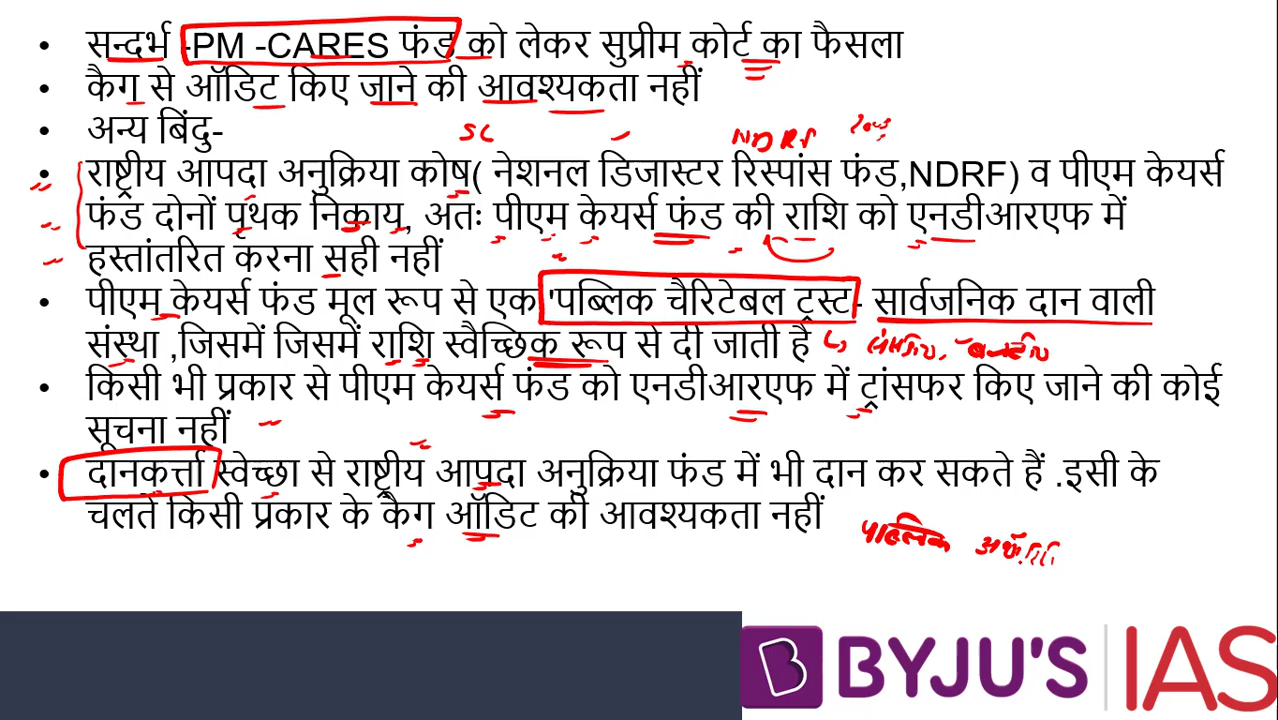 • सन्दर्भ -PM -CARES फंड को लेकर सुप्रीम कोर्ट का फैसला
• कैग से ऑडिट किए जाने की आवश्यकता नहीं
• अन्य बिंदु-
SC NDRF
• राष्ट्रीय आपदा अनुक्रिया कोष( नेशनल डिजास्टर रिस्पांस फंड,NDRF) व पीएम केयर्स
फंड दोनों पृथक निकाय, अतः पीएम केयर्स फंड की राशि को एनडीआरएफ में
हस्तांतरित करना सही नहीं
• पीएम केयर्स फंड मूल रूप से एक 'पब्लिक चैरिटेबल ट्रस्ट- सार्वजनिक दान वाली
संस्था ,जिसमें जिसमें राशि स्वैच्छिक रूप से दी जाती है
• किसी भी प्रकार से पीएम केयर्स फंड को एनडीआरएफ में ट्रांसफर किए जाने की कोई
सूचना नहीं
• दानकर्त्ता स्वेच्छा से राष्ट्रीय आपदा अनुक्रिया फंड में भी दान कर सकते हैं .इसी के
चलते किसी प्रकार के कैग ऑडिट की आवश्यकता नहीं
पब्लिक
BYJU'S IAS